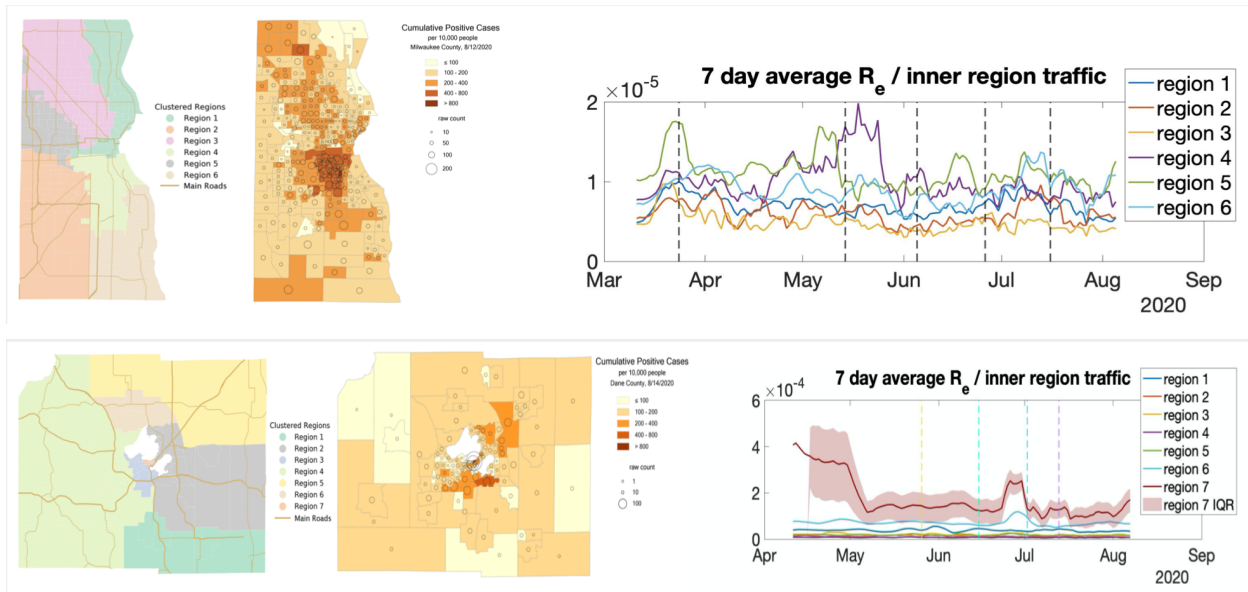 Clustered Regions
Region 1
Region 2
Region 3
Region 4
Region 5
Region 6
Main Roads
Cumulative Positive Cases
per 10,000 people
Milwaukee County, 8/12/2020
≤ 100
100 - 200
200 - 400
400 - 800
> 800
raw count
10
50
100
200
7 day average Re / inner region traffic
×10-5
2
1
0
Mar
Apr
May
Jun
Jul
Aug
Sep
2020
region 1
region 2
region 3
region 4
region 5
region 6
Clustered Regions
Region 1
Region 2
Region 3
Region 4
Region 5
Region 6
Region 7
Main Roads
Cumulative Positive Cases
per 10,000 people
Dane County, 8/14/2020
≤ 100
100 - 200
200 - 400
400 - 800
> 800
raw count
1
10
100
7 day average Re / inner region traffic
×10-4
6
4
2
0
Apr
May
Jun
Jul
Aug
Sep
2020
region 1
region 2
region 3
region 4
region 5
region 6
region 7
region 7 IQR